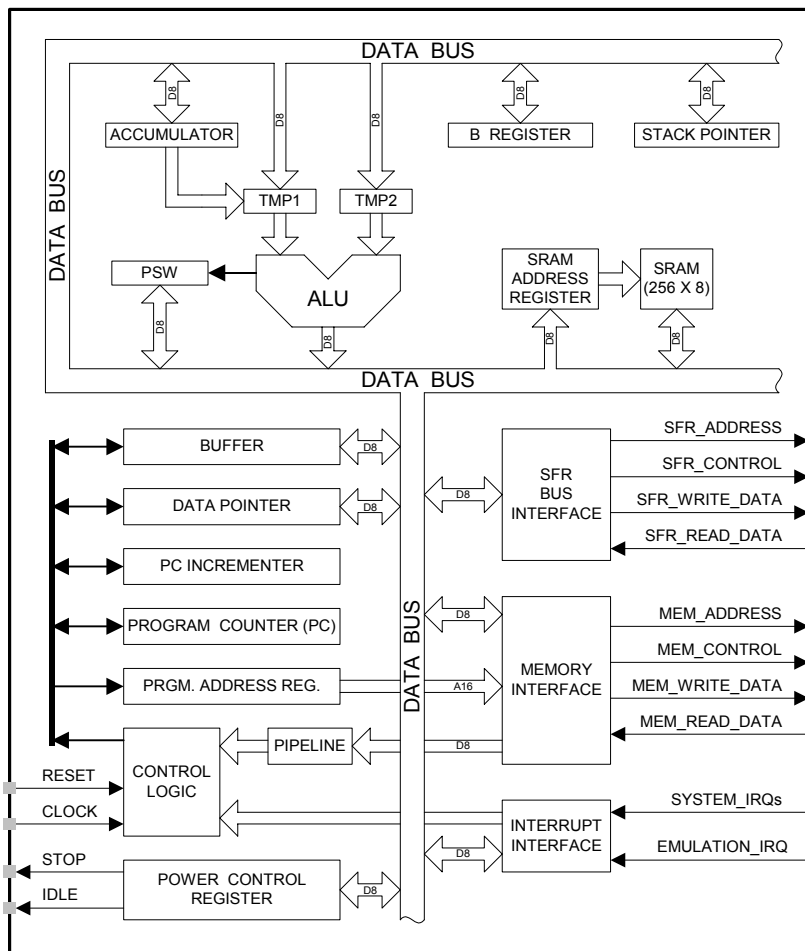 DATA BUS
D8
D8
D8
D8
D8
ACCUMULATOR
B REGISTER
STACK POINTER
DATA BUS
TMP1
TMP2
PSW
ALU
SRAM
ADDRESS
REGISTER
SRAM
(256 X 8)
D8
D8
D8
D8
DATA BUS
BUFFER
D8
DATA POINTER
D8
PC INCREMENTER
PROGRAM COUNTER (PC)
PRGM. ADDRESS REG.
DATA BUS
D8
SFR
BUS
INTERFACE
SFR_ADDRESS
SFR_CONTROL
SFR_WRITE_DATA
SFR_READ_DATA
D8
A16
D8
MEMORY
INTERFACE
MEM_ADDRESS
MEM_CONTROL
MEM_WRITE_DATA
MEM_READ_DATA
PIPELINE
CONTROL
LOGIC
RESET
CLOCK
INTERRUPT
INTERFACE
SYSTEM_IRQs
EMULATION_IRQ
D8
STOP
IDLE
POWER CONTROL
REGISTER
D8